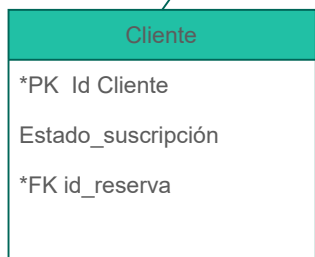 Cliente
*PK  Id Cliente
Estado_suscripción
*FK id_reserva